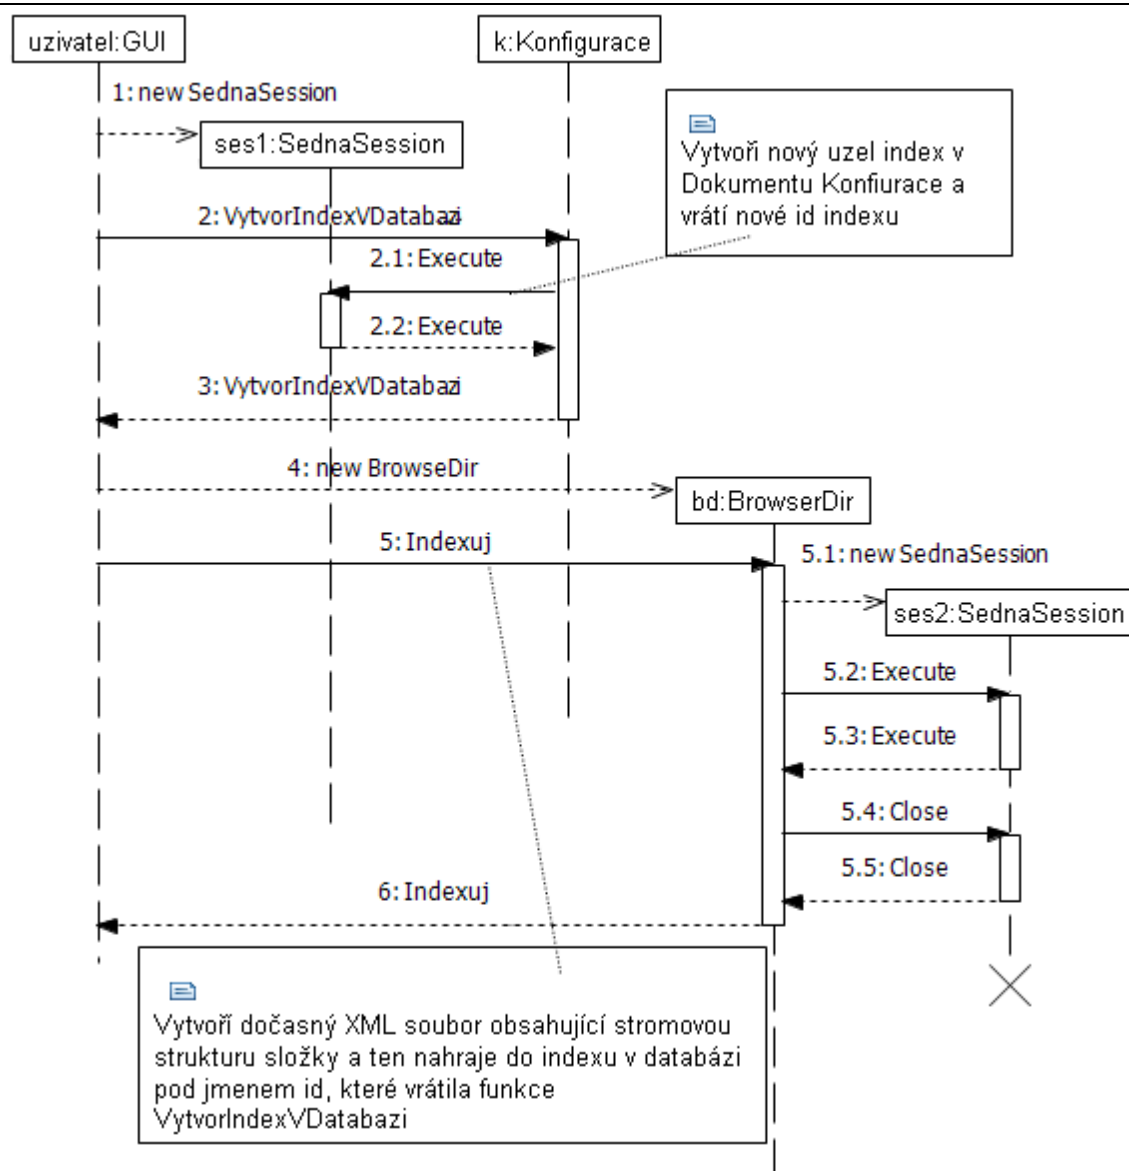 uzivatel:GUI
k:Konfigurace
1: new SednaSession
ses1:SednaSession
Vytvoři nový uzel index v
Dokumentu Konfiurace a
vrátí nové id indexu
2: VytvorIndexVDatabazi
2.1: Execute
2.2: Execute
3: VytvorIndexVDatabazi
4: new BrowseDir
bd:BrowserDir
5: Indexuj
5.1: new SednaSession
ses2:SednaSession
5.2: Execute
5.3: Execute
5.4: Close
5.5: Close
6: Indexuj
Vytvoří dočasný XML soubor obsahující stromovou
strukturu složky a ten nahraje do indexu v databázi
pod jmenem id, které vrátila funkce
VytvorIndexVDatabazi